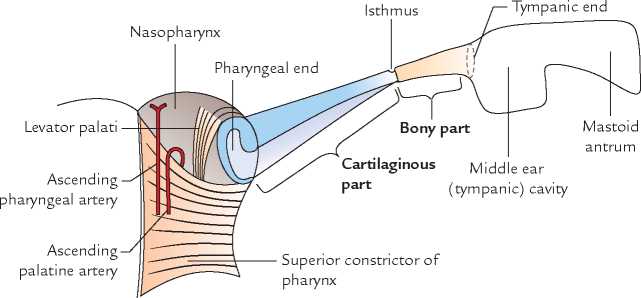 Isthmus
Tympanic end
Nasopharynx
Pharyngeal end
Levator palati
Bony part
Mastoid
antrum
Cartilaginous
part
Middle ear
(tympanic) cavity
Ascending
pharyngeal artery
Ascending
palatine artery
Superior constrictor of
pharynx